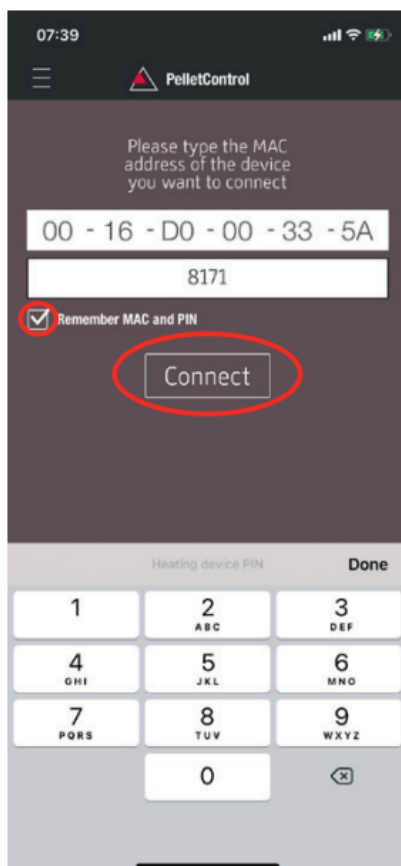 07:39
PelletControl
Please type the MAC
address of the device
you want to connect
00 - 16 - D0 - 00 - 33 - 5A
8171
Remember MAC and PIN
Connect
Heating device PIN
Done
1
2
ABC
3
DEF
4
GHI
5
JKL
6
MNO
7
PQRS
8
TUV
9
WXYZ
0